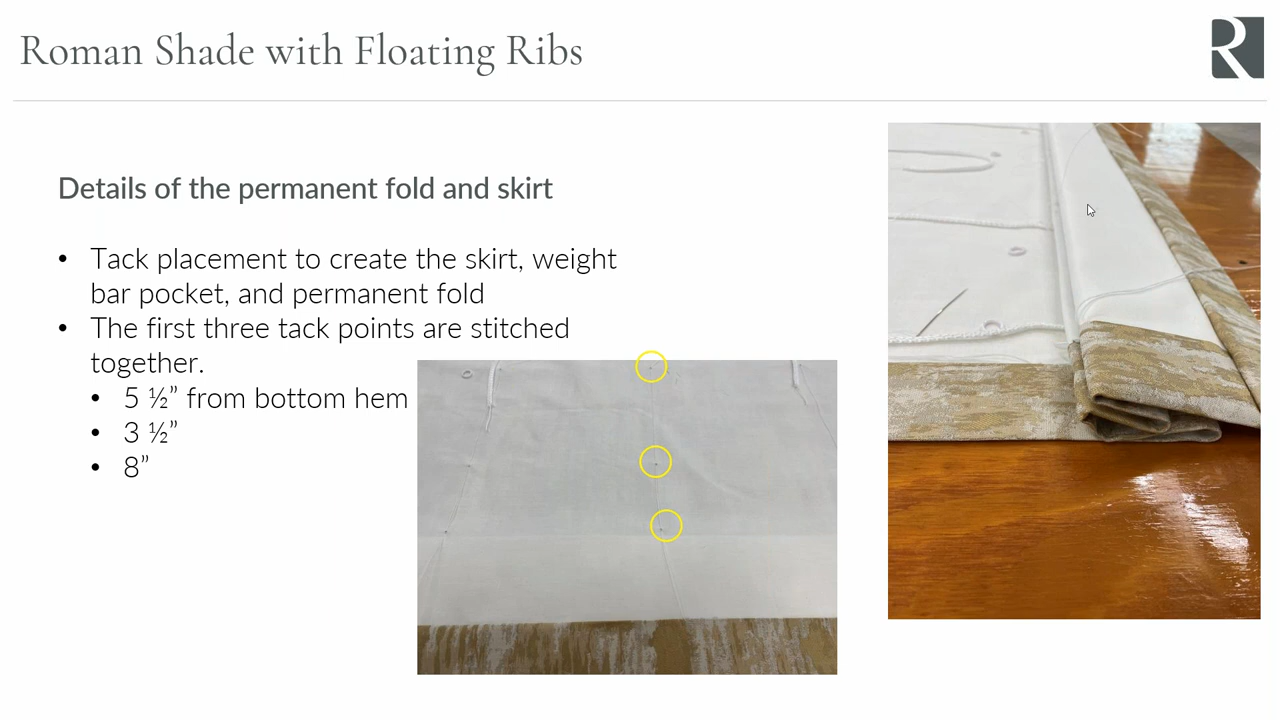 Roman Shade with Floating Ribs
R
Details of the permanent fold and skirt
• Tack placement to create the skirt, weight
bar pocket, and permanent fold
• The first three tack points are stitched
together.
• 5 ½” from bottom hem
• 3 ½”
• 8”